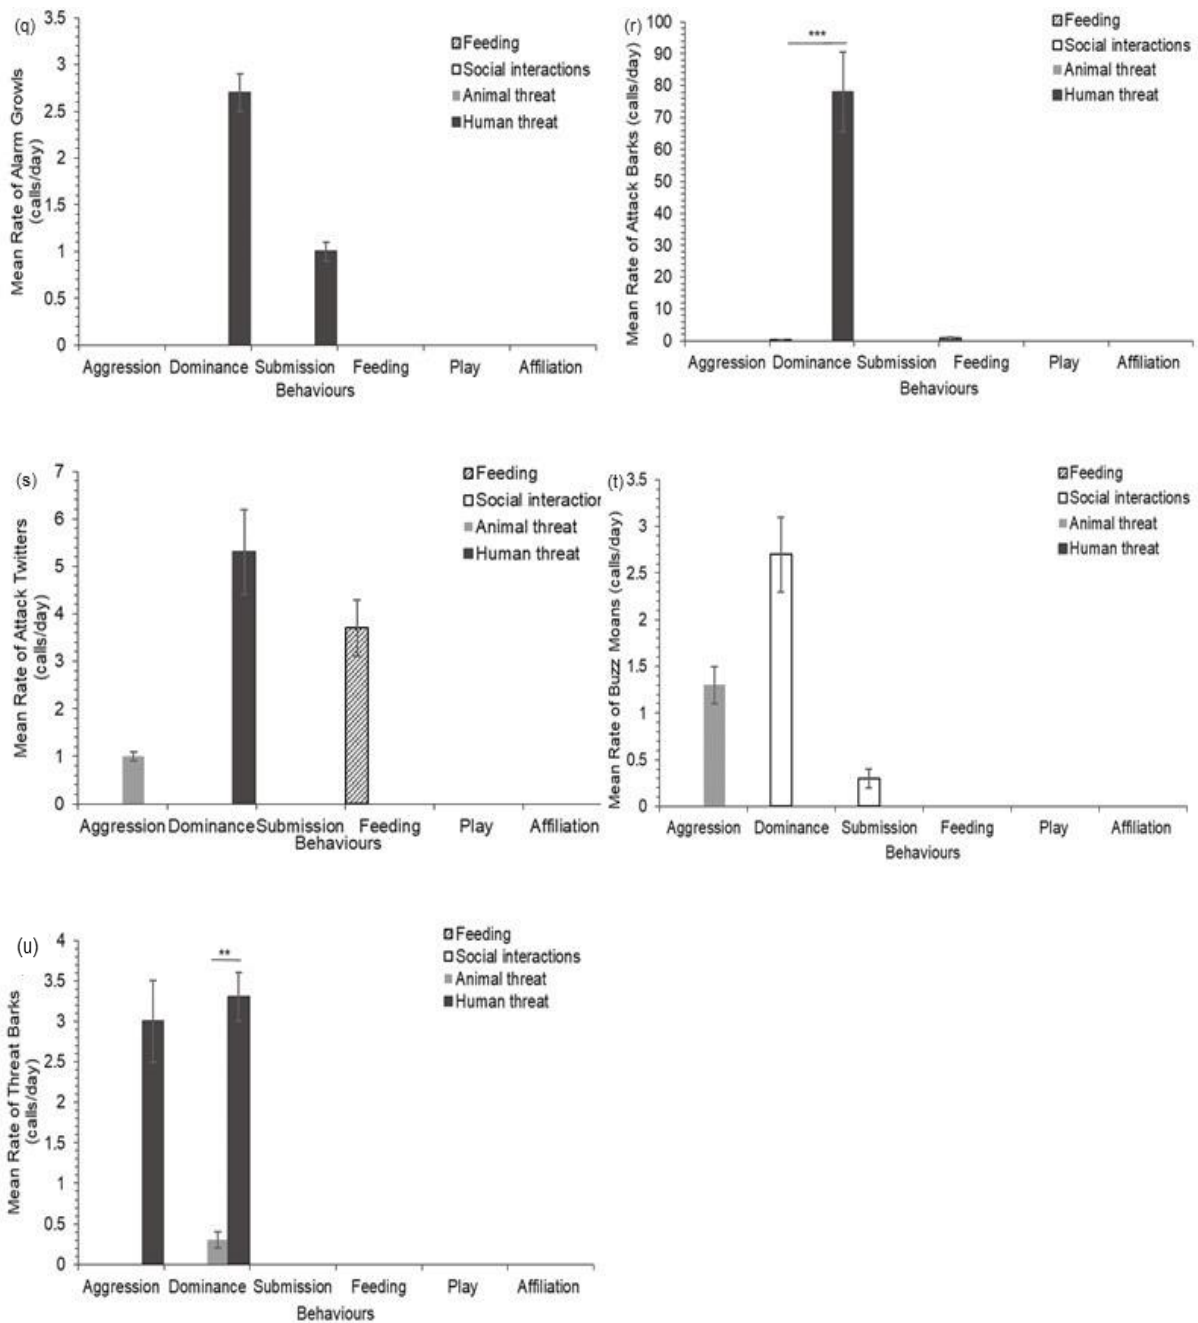 (q)
Mean Rate of Alarm Growls
(calls/day)
3.5
3
2.5
2
1.5
1
0.5
0
Feeding
Social interactions
Animal threat
Human threat
Aggression Dominance Submission Feeding Play Affiliation
Behaviours
(r)
Mean Rate of Attack Barks (calls/day)
100
90
80
70
60
50
40
30
20
10
0
***
Feeding
Social interactions
Animal threat
Human threat
Aggression Dominance Submission Feeding Play Affiliation
Behaviours
(s)
Mean Rate of Attack Twitters
(calls/day)
7
6
5
4
3
2
1
0
Feeding
Social interaction
Animal threat
Human threat
Aggression Dominance Submission Feeding Play Affiliation
Behaviours
(t)
Mean Rate of Buzz Moans (calls/day)
3.5
3
2.5
2
1.5
1
0.5
0
Feeding
Social interactions
Animal threat
Human threat
Aggression Dominance Submission Feeding Play Affiliation
Behaviours
(u)
Mean Rate of Threat Barks
(calls/day)
4
3.5
3
2.5
2
1.5
1
0.5
0
**
Feeding
Social interactions
Animal threat
Human threat
Aggression Dominance Submission Feeding Play Affiliation
Behaviours